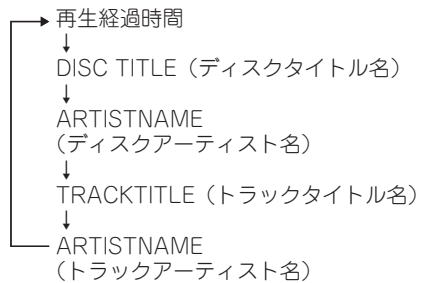 再生経過時間
DISC TITLE（ディスクタイトル名）
ARTISTNAME
（ディスクアーティスト名）
TRACKTITLE（トラックタイトル名）
ARTISTNAME
（トラックアーティスト名）